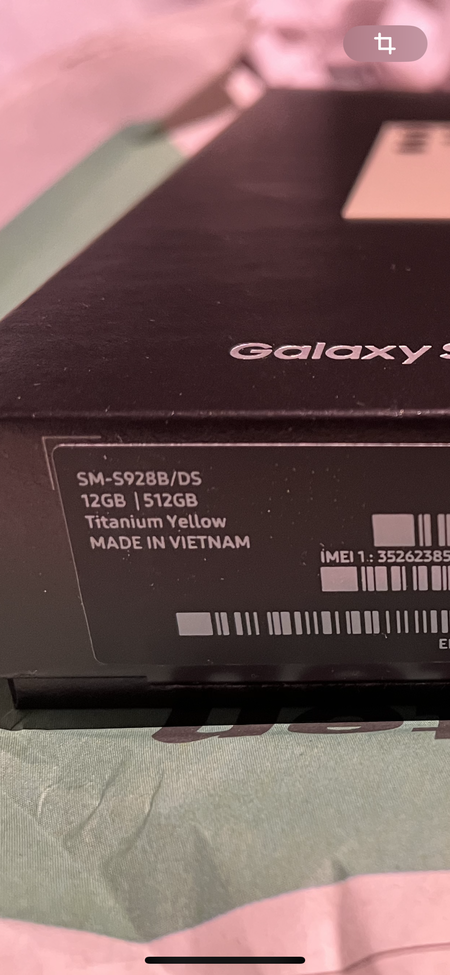 Galaxy S
SM-S928B/DS
12GB | 512GB
Titanium Yellow
MADE IN VIETNAM
IMEI 1 : 35262385